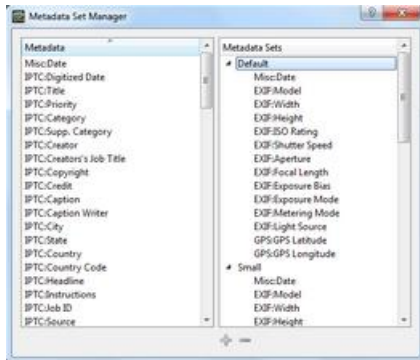 Metadata Set Manager
Metadata
Misc:Date
IPTC:Digitized Date
IPTC:Title
IPTC:Priority
IPTC:Category
IPTC:Supp. Category
IPTC:Creator
IPTC:Creators's Job Title
IPTC:Copyright
IPTC:Credit
IPTC:Caption
IPTC:Caption Writer
IPTC:City
IPTC:State
IPTC:Country
IPTC:Country Code
IPTC:Headline
IPTC:Instructions
IPTC:Job ID
IPTC:Source
Metadata Sets
Default
Misc:Date
EXIF:Model
EXIF:Width
EXIF:Height
EXIF:ISO Rating
EXIF:Shutter Speed
EXIF:Aperture
EXIF:Focal Length
EXIF:Exposure Bias
EXIF:Exposure Mode
EXIF:Metering Mode
EXIF:Light Source
GPS:GPS Latitude
GPS:GPS Longitude
Small
Misc:Date
EXIF:Model
EXIF:Width
EXIF:Height